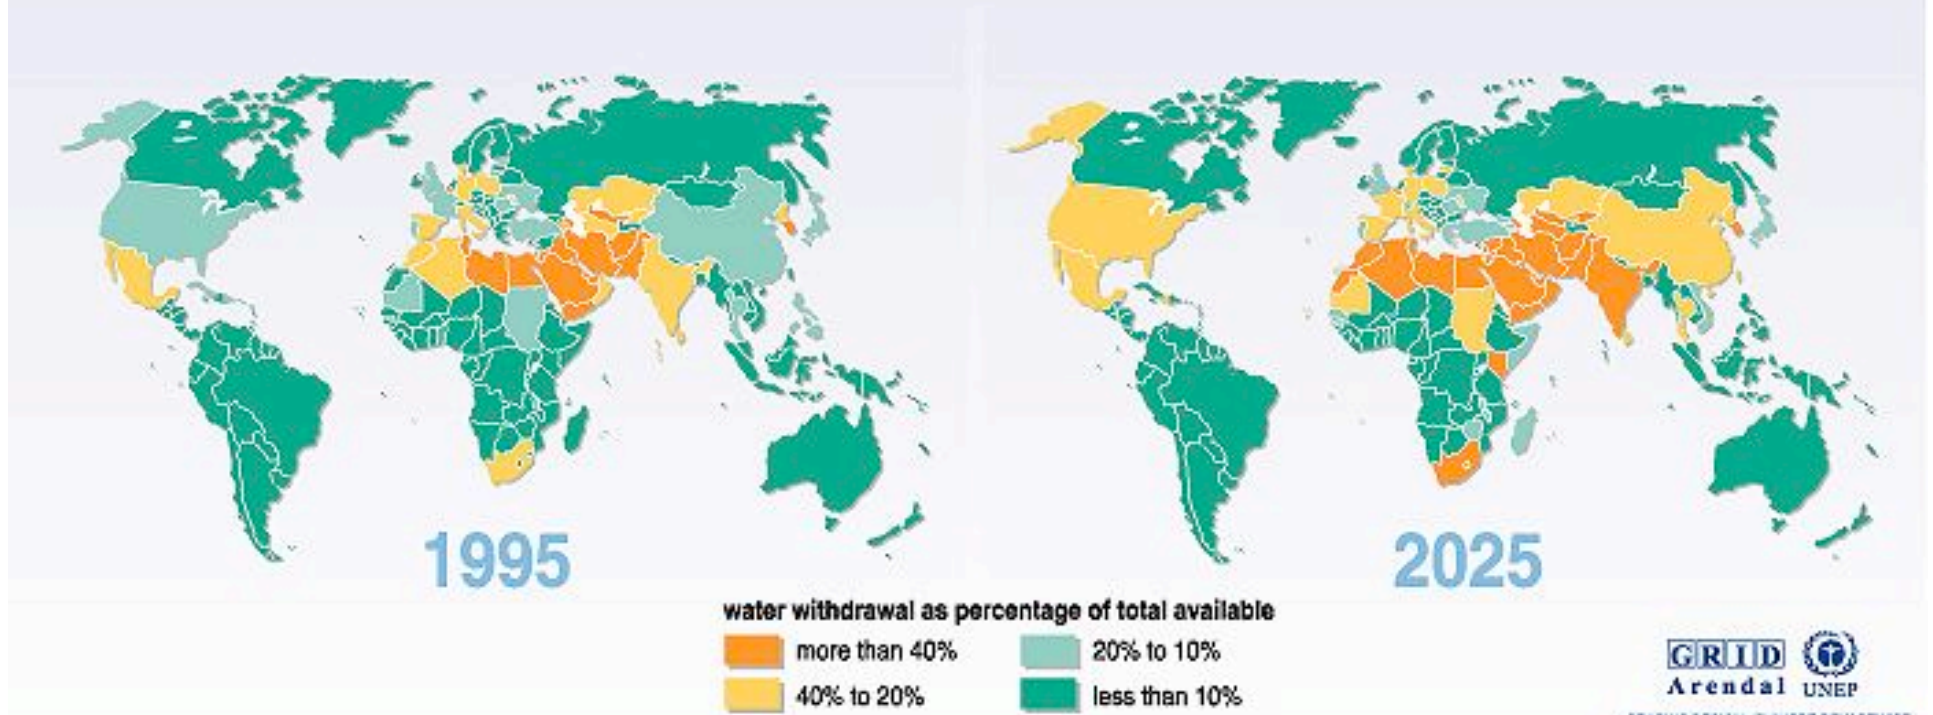 1995
2025
water withdrawal as percentage of total available
more than 40%
20% to 10%
40% to 20%
less than 10%
GRID
Arendal
UNEP